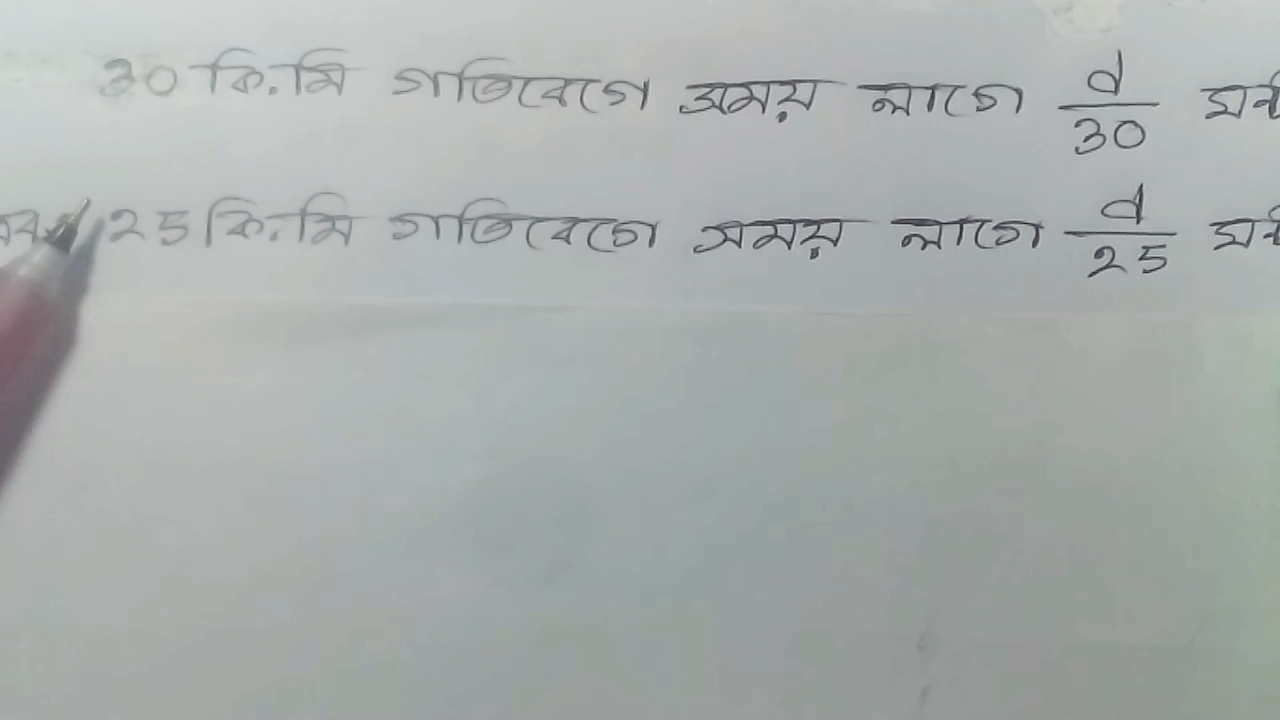 30 কি.মি গতিবেগে সময় লাগে d/30
25 কি.মি গতিবেগে সময় লাগে d/25